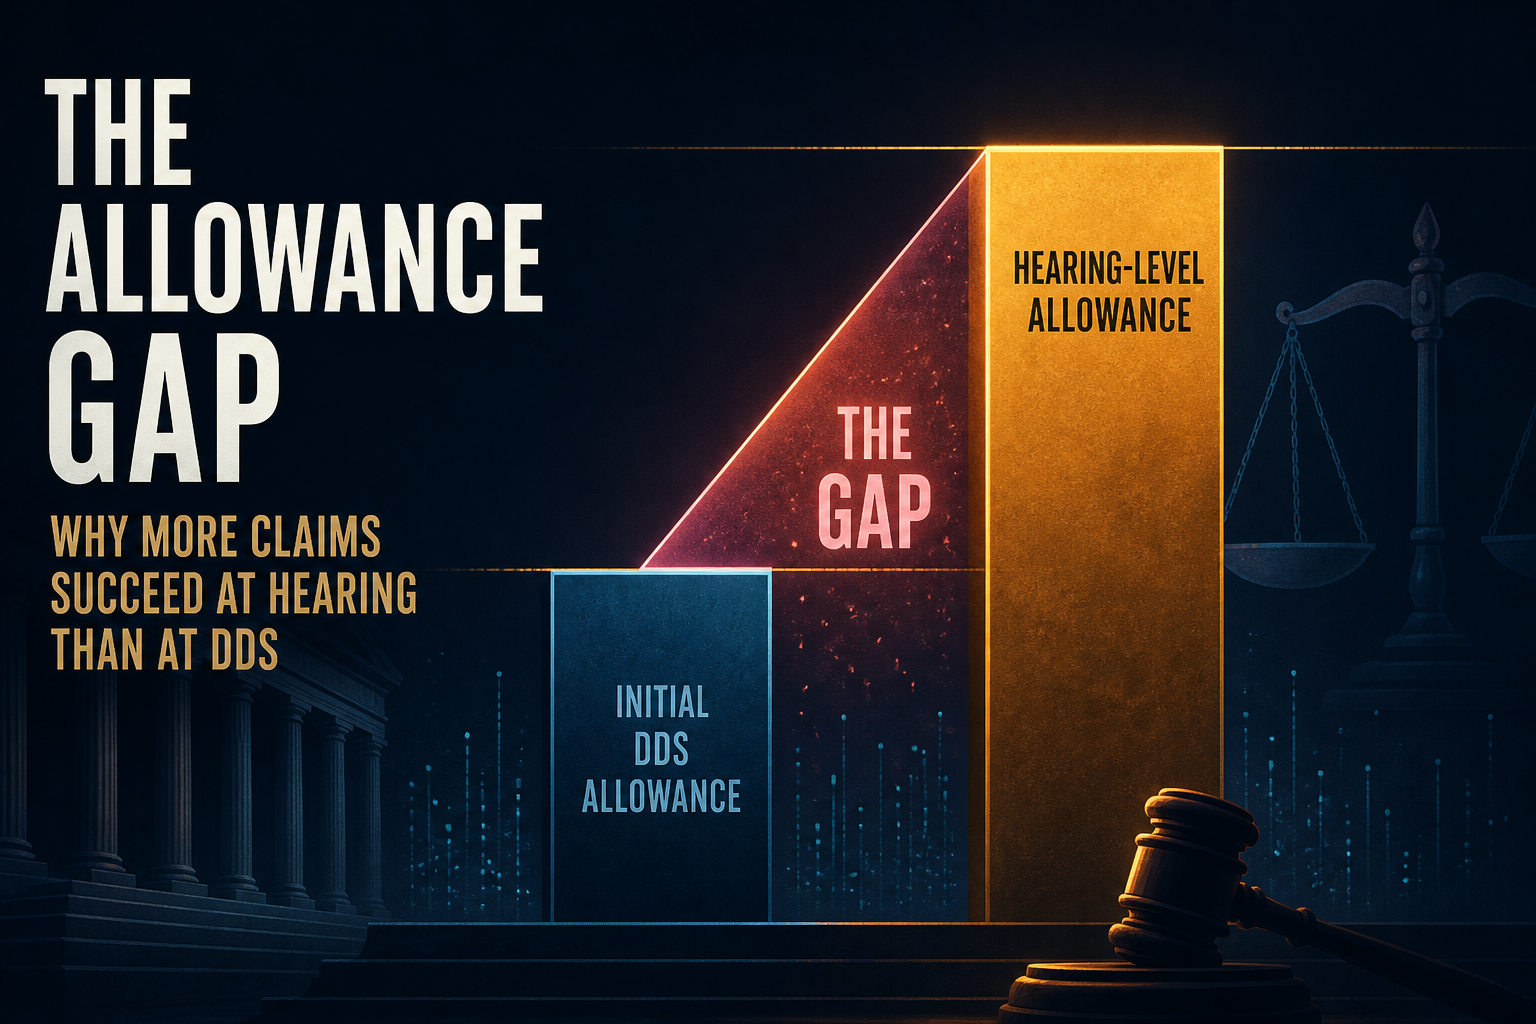 THE
ALLOWANCE
GAP
WHY MORE CLAIMS
SUCCEED AT HEARING
THAN AT DDS
THE
GAP
HEARING-LEVEL
ALLOWANCE
INITIAL
DDS
ALLOWANCE